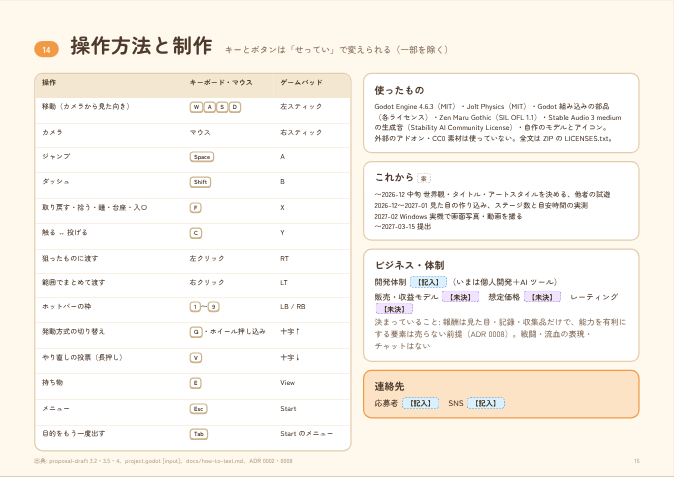 14 操作方法と制作 キーとボタンは「せってい」で変えられる（一部を除く）
操作 キーボード・マウス ゲームパッド
移動（カメラから見た向き） W A S D 左スティック
カメラ マウス 右スティック
ジャンプ Space A
ダッシュ Shift B
取り戻す・拾う・鐘・台座・入口 F X
触る ↔ 投げる C Y
狙ったものに渡す 左クリック RT
範囲でまとめて渡す 右クリック LT
ホットバーの枠 1〜9 LB / RB
発動方式の切り替え G・ホイール押し込み 十字↑
やり直しの投票（長押し） V 十字↓
持ち物 E View
メニュー Esc Start
目的をもう一度出す Tab Start のメニュー
使ったもの
Godot Engine 4.6.3（MIT）・Jolt Physics（MIT）・Godot 組み込みの部品
（各ライセンス）・Zen Maru Gothic（SIL OFL 1.1）・Stable Audio 3 medium
の生成音（Stability AI Community License）・自作のモデルとアイコン。
外部のアドオン・CC0 素材は使っていない。全文は ZIP の LICENSES.txt。
これから 案
〜2026-12 中旬 世界観・タイトル・アートスタイルを決める、他者の試遊
2026-12〜2027-01 見た目の作り込み、ステージ数と目安時間の実測
2027-02 Windows 実機で画面写真・動画を撮る
〜2027-03-15 提出
ビジネス・体制
開発体制 【記入】（いまは個人開発＋AI ツール）
販売・収益モデル 【未決】 想定価格 【未決】 レーティング
【未決】
決まっていること: 報酬は見た目・記録・収集品だけで、能力を有利に
する要素は売らない前提（ADR 0008）。戦闘・流血の表現・
チャットはない
連絡先
応募者 【記入】 SNS 【記入】
出典: proposal-draft 3.2・3.5・4、project.godot [input]、docs/how-to-test.md、ADR 0002・0008
15